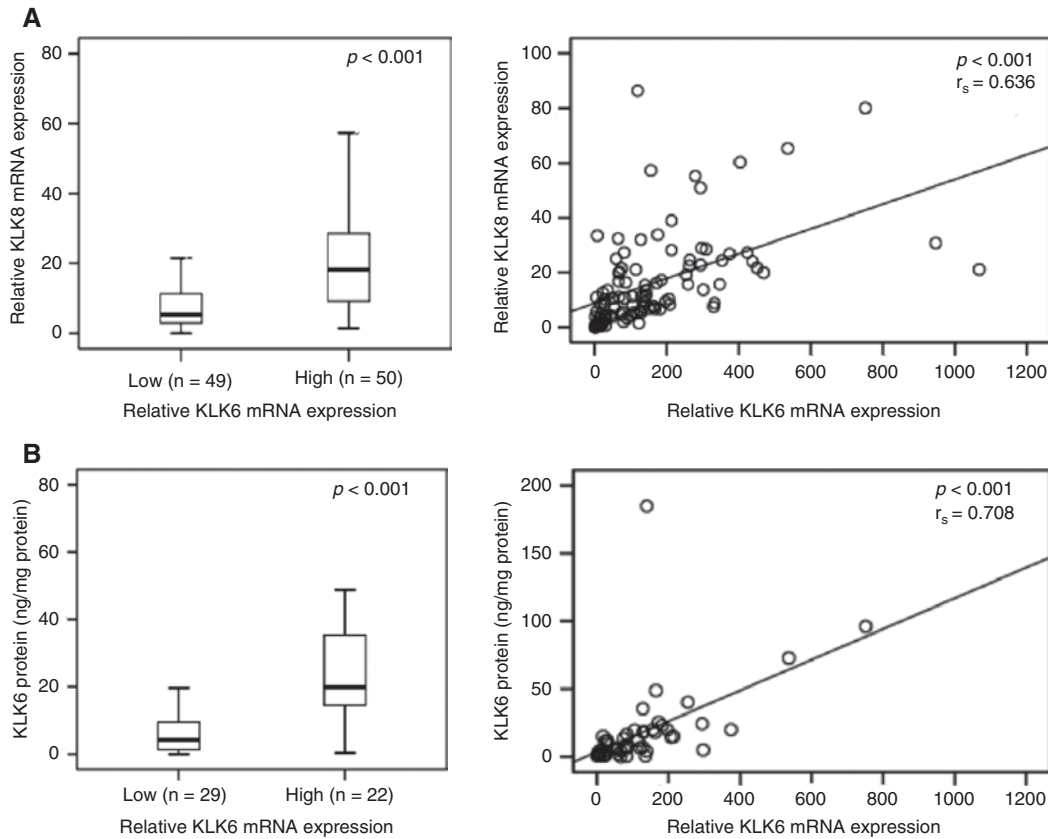 A
Relative KLK8 mRNA expression
80
60
40
20
0
p < 0.001
Low (n = 49)
High (n = 50)
Relative KLK6 mRNA expression
Relative KLK8 mRNA expression
100
80
60
40
20
0
p < 0.001
rs = 0.636
0 200 400 600 800 1000 1200
Relative KLK6 mRNA expression
B
KLK6 protein (ng/mg protein)
80
60
40
20
0
p < 0.001
Low (n = 29)
High (n = 22)
Relative KLK6 mRNA expression
KLK6 protein (ng/mg protein)
200
150
100
50
0
p < 0.001
rs = 0.708
0 200 400 600 800 1000 1200
Relative KLK6 mRNA expression